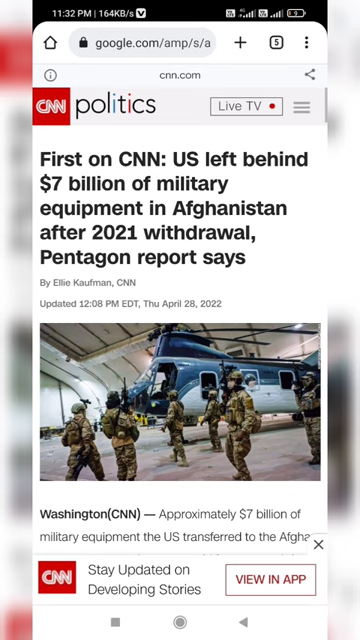 11:32 PM | 164KB/s
google.com/amp/s/a
5
cnn.com
CNN politics
Live TV
First on CNN: US left behind
$7 billion of military
equipment in Afghanistan
after 2021 withdrawal,
Pentagon report says
By Ellie Kaufman, CNN
Updated 12:08 PM EDT, Thu April 28, 2022
Washington(CNN) — Approximately $7 billion of
military equipment the US transferred to the Afgha
CNN
Stay Updated on
Developing Stories
VIEW IN APP